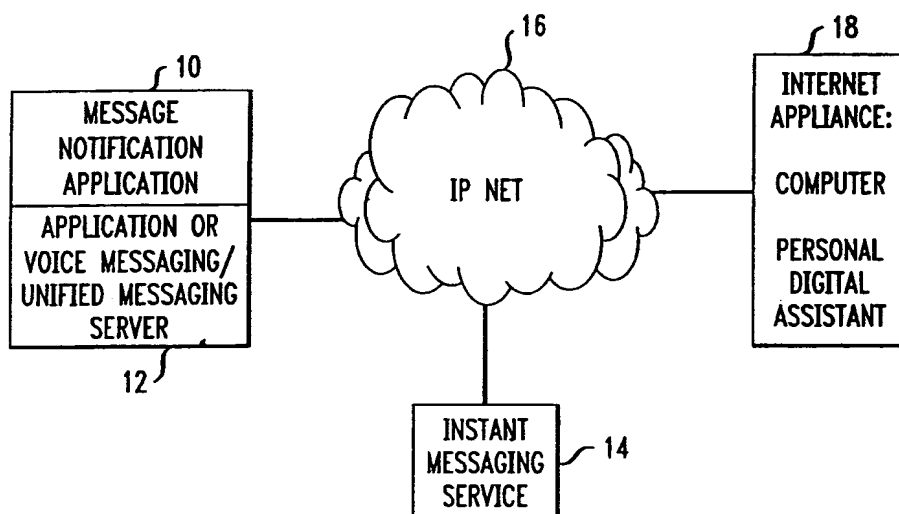 10
MESSAGE
NOTIFICATION
APPLICATION
APPLICATION OR
VOICE MESSAGING/
UNIFIED MESSAGING
SERVER
12
16
IP NET
18
INTERNET
APPLIANCE:
COMPUTER
PERSONAL
DIGITAL
ASSISTANT
INSTANT
MESSAGING
SERVICE
14